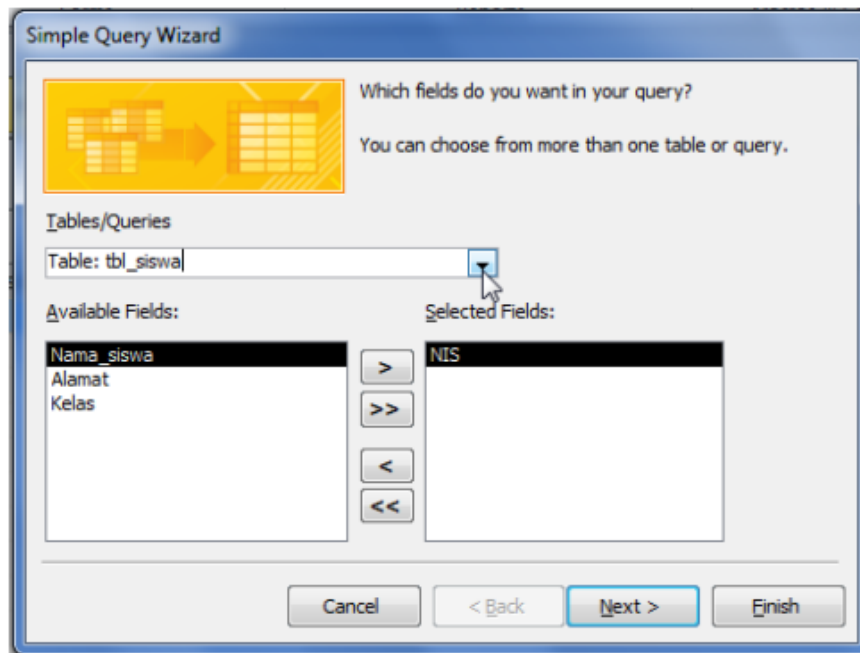 Simple Query Wizard
Which fields do you want in your query?
You can choose from more than one table or query.
Tables/Queries
Table: tbl_siswa
Available Fields:
Selected Fields:
Nama_siswa
Alamat
Kelas
>
>>
<
<<
NIS
Cancel
< Back
Next >
Finish